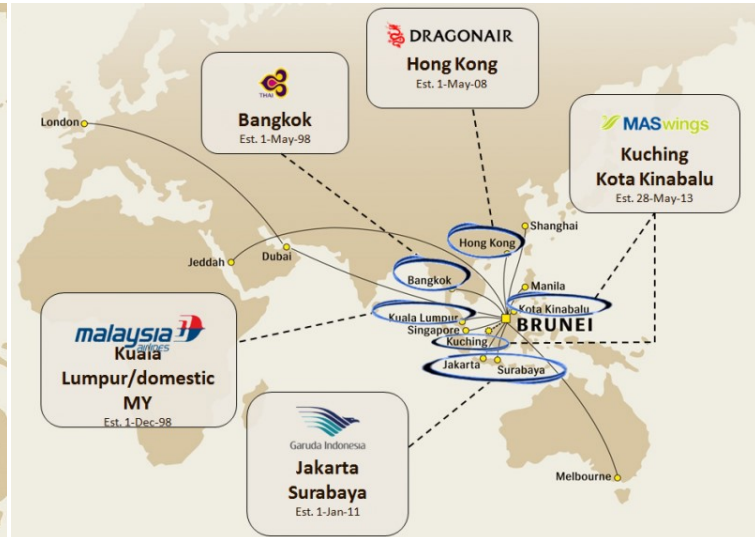 DRAGONAIR
Hong Kong
Est. 1-May-08
THAI
Bangkok
Est. 1-May-98
MASwings
Kuching
Kota Kinabalu
Est. 28-May-13
London
Shanghai
Hong Kong
Dubai
Jeddah
Bangkok
Manila
Kota Kinabalu
Kuala Lumpur
BRUNEI
Singapore
Kuching
Jakarta
Surabaya
malaysia
airlines
Kuala
Lumpur/domestic
MY
Est. 1-Dec-98
Garuda Indonesia
Jakarta
Surabaya
Est. 1-Jan-11
Melbourne